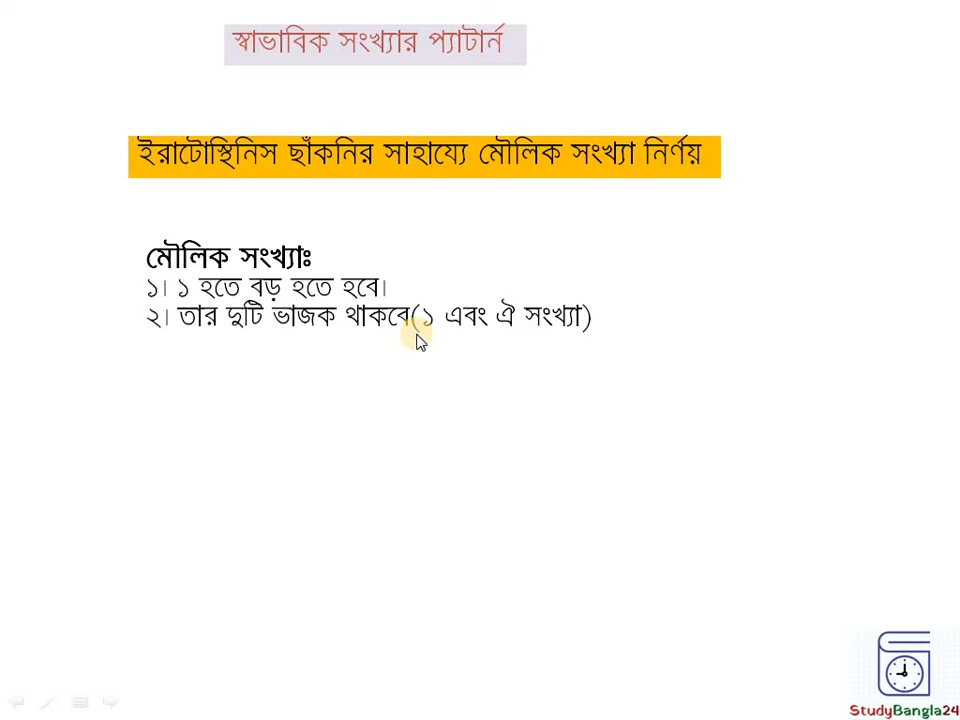 স্বাভাবিক সংখ্যার প্যাটার্ন
ইরাটোস্থিনিস ছাঁকনির সাহায্যে মৌলিক সংখ্যা নির্ণয়
মৌলিক সংখ্যাঃ
১। ১ হতে বড় হতে হবে।
২। তার দুটি ভাজক থাকবে(১ এবং ঐ সংখ্যা)
StudyBangla24